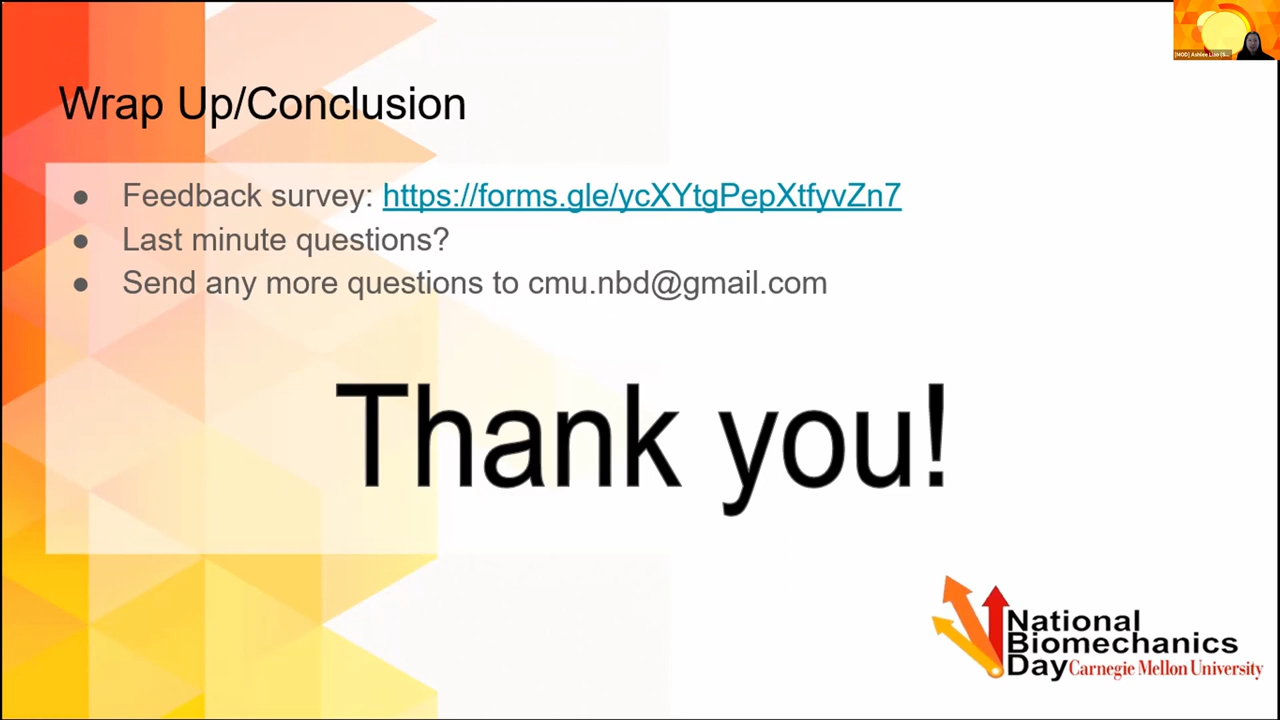 Wrap Up/Conclusion
● Feedback survey: https://forms.gle/ycXYtgPepXtfyvZn7
● Last minute questions?
● Send any more questions to cmu.nbd@gmail.com
Thank you!
National
Biomechanics
Day Carnegie Mellon University